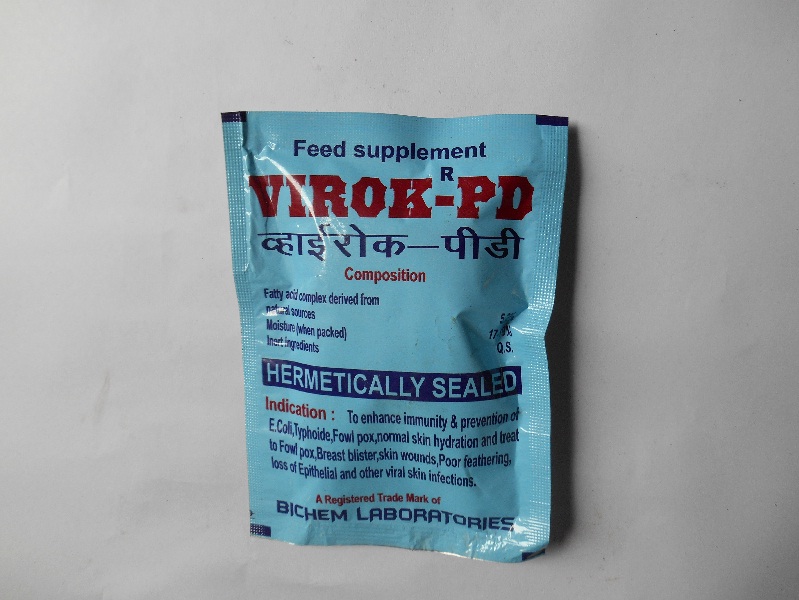 Feed supplement
VIROK-PD
R
व्हाईरोक—पीडी
Composition
Fatty acid complex derived from
natural sources
Moisture (when packed)
Inert ingredients
Q.S.
HERMETICALLY SEALED
Indication : To enhance immunity & prevention of
E.Coli,Typhoide,Fowl pox,normal skin hydration and treat
to Fowl pox,Breast blister,skin wounds,Poor feathering,
loss of Epithelial and other viral skin infections.
A Registered Trade Mark of
BICHEM LABORATORIES